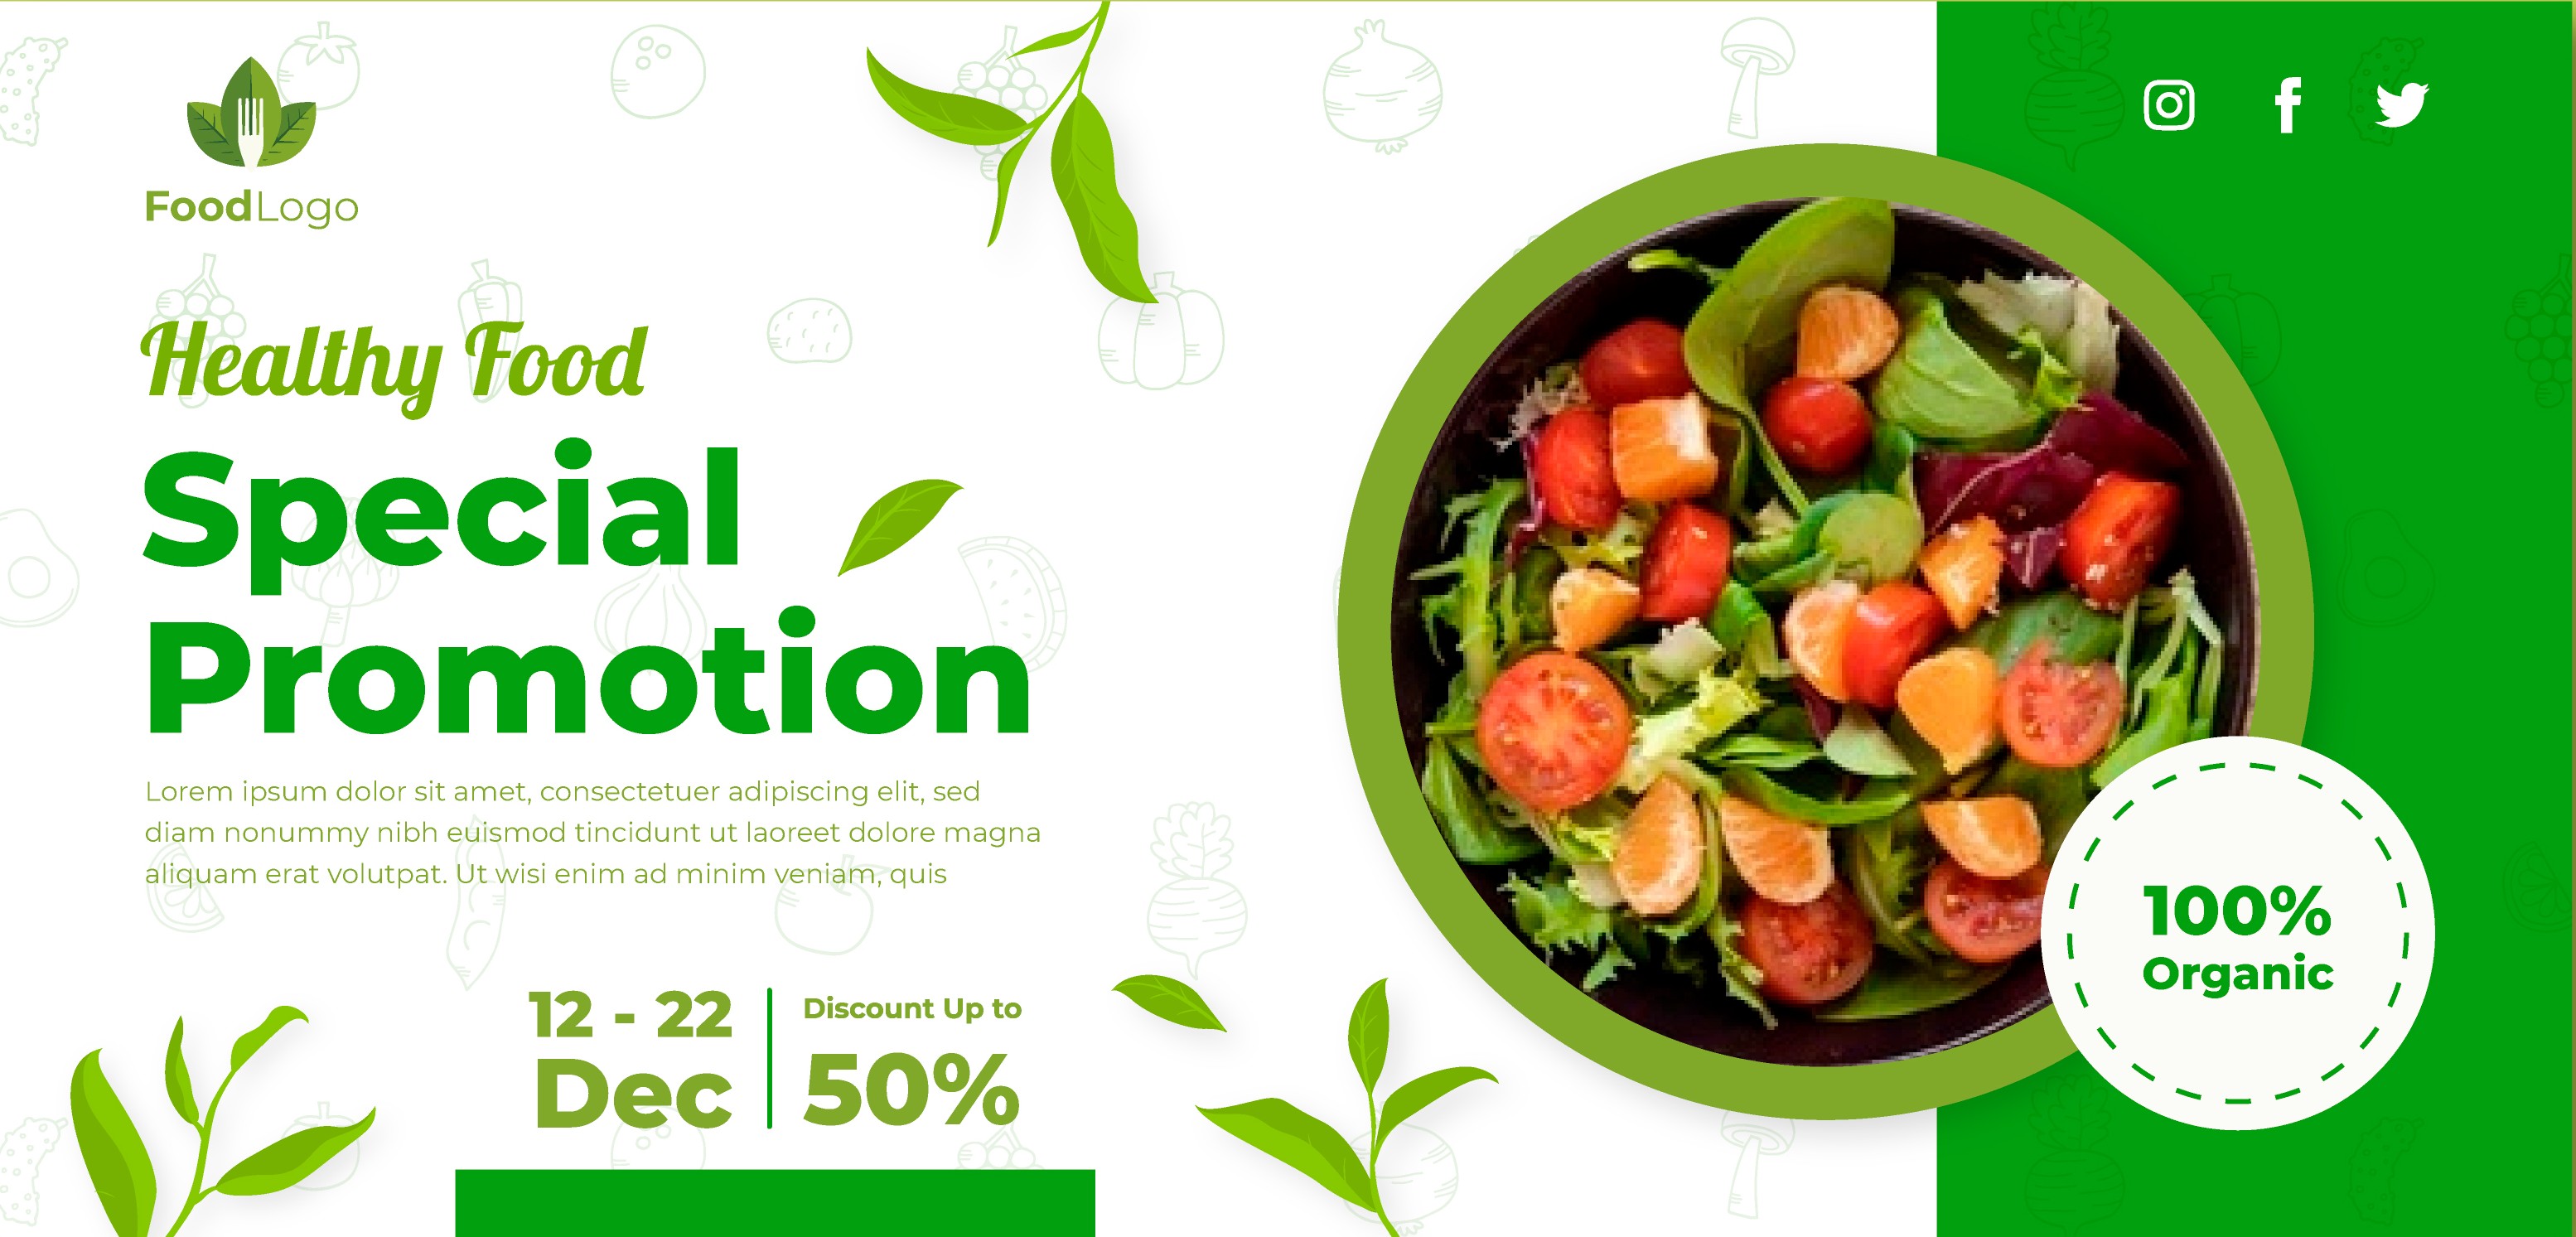 FoodLogo
Healthy Food
Special
Promotion
Lorem ipsum dolor sit amet, consectetuer adipiscing elit, sed
diam nonummy nibh euismod tincidunt ut laoreet dolore magna
aliquam erat volutpat. Ut wisi enim ad minim veniam, quis
12 - 22
Dec
Discount Up to
50%
100%
Organic